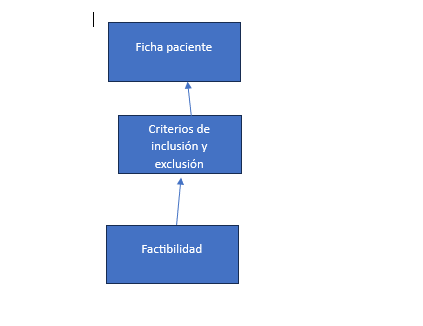 Ficha paciente
Criterios de
inclusión y
exclusión
Factibilidad